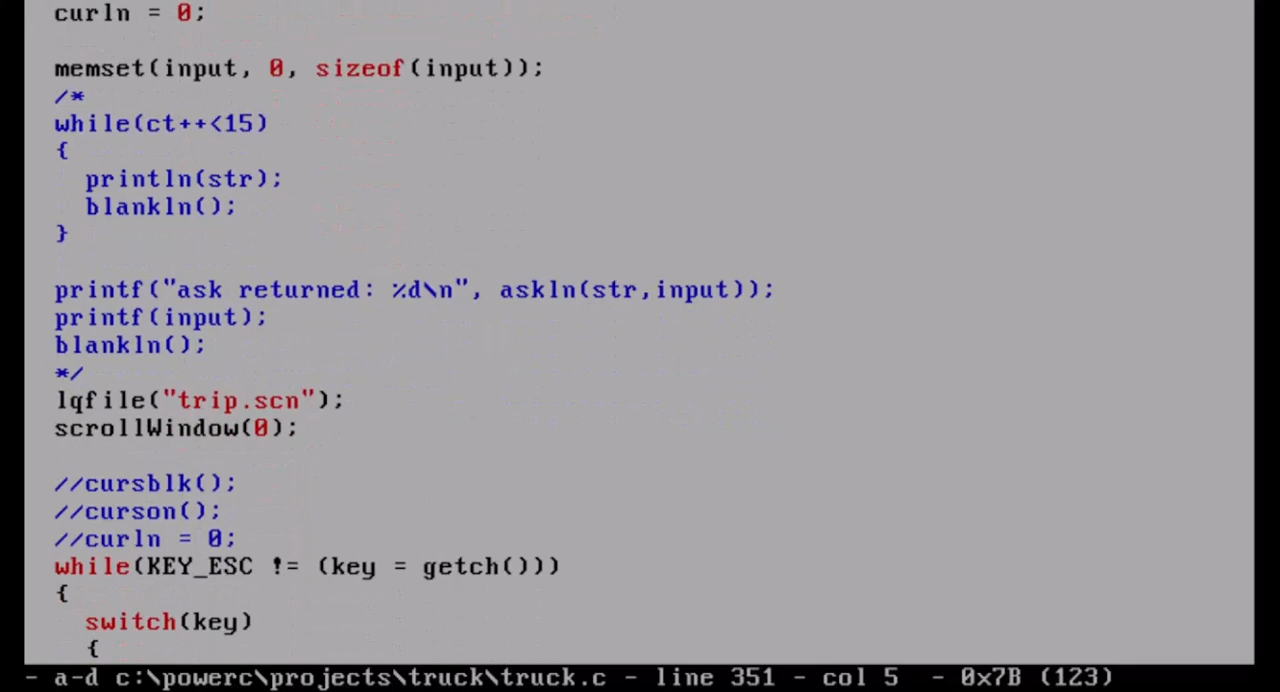 curln = 0;
memset(input, 0, sizeof(input));
/*
while(ct++<15)
{
println(str);
blankln();
}
printf("ask returned: %d\n", askln(str,input));
printf(input);
blankln();
*/
lqfile("trip.scn");
scrollWindow(0);
//cursblk();
//curson();
//curln = 0;
while(KEY_ESC != (key = getch()))
{
switch(key)
{
- a-d c:\powerc\projects\truck\truck.c - line 351 - col 5 - 0x7B (123)